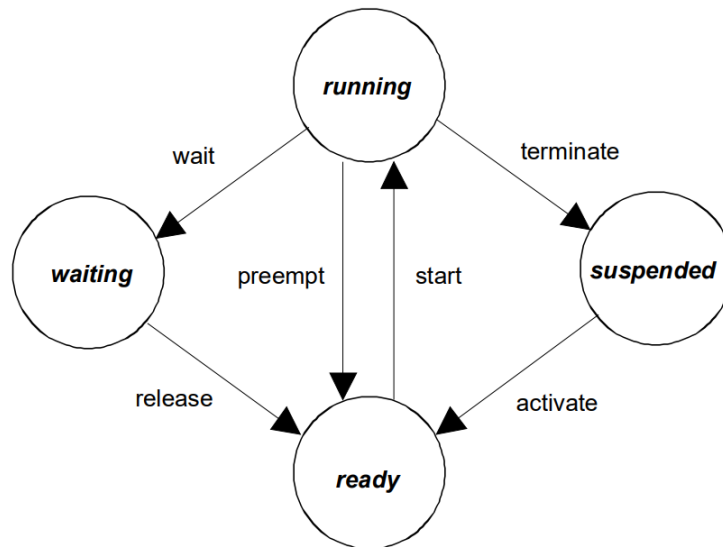 running
wait
terminate
waiting
preempt
start
suspended
release
activate
ready